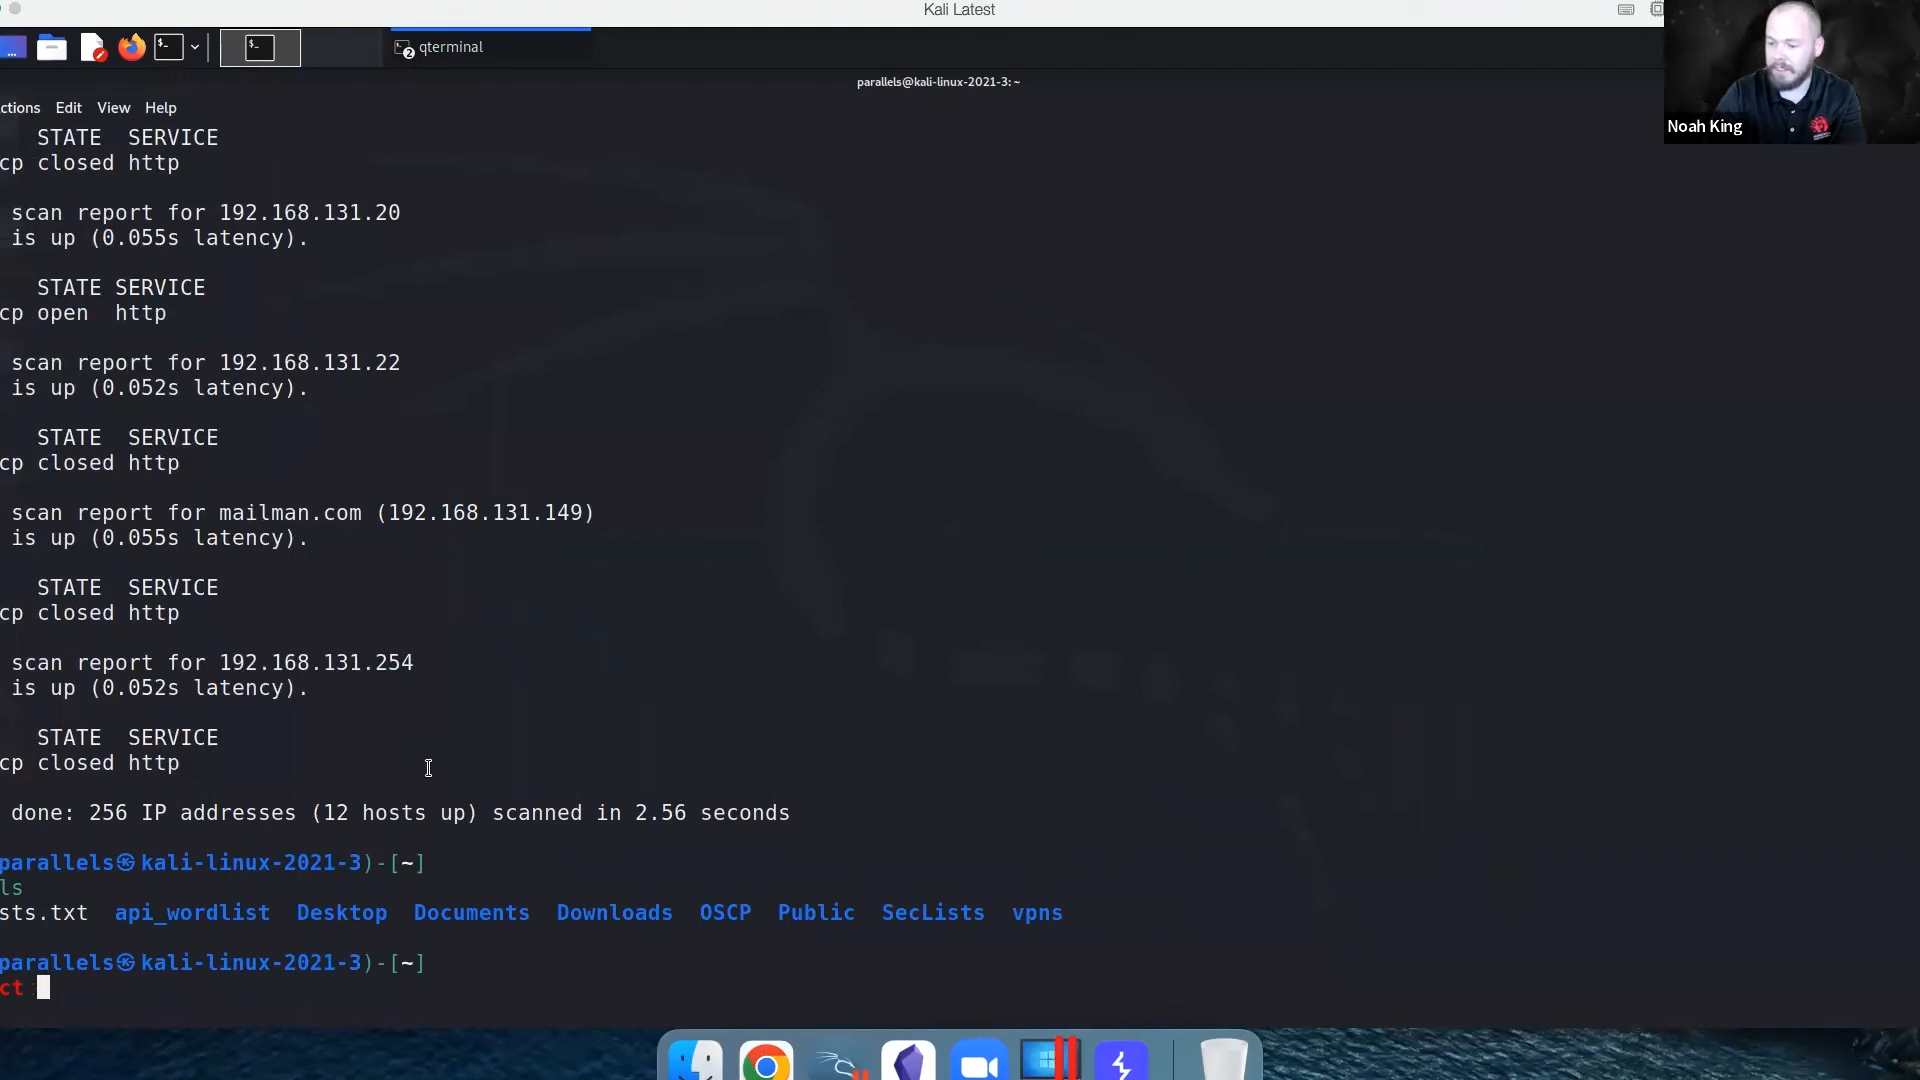 Kali Latest
qterminal
2
parallels@kali-linux-2021-3: ~
Noah King
ctions Edit View Help
STATE SERVICE
cp closed http
scan report for 192.168.131.20
is up (0.055s latency).
STATE SERVICE
cp open http
scan report for 192.168.131.22
is up (0.052s latency).
STATE SERVICE
cp closed http
scan report for mailman.com (192.168.131.149)
is up (0.055s latency).
STATE SERVICE
cp closed http
scan report for 192.168.131.254
is up (0.052s latency).
STATE SERVICE
cp closed http
done: 256 IP addresses (12 hosts up) scanned in 2.56 seconds
parallels㉿kali-linux-2021-3)-[~]
ls
sts.txt api_wordlist Desktop Documents Downloads OSCP Public SecLists vpns
parallels㉿kali-linux-2021-3)-[~]
ct